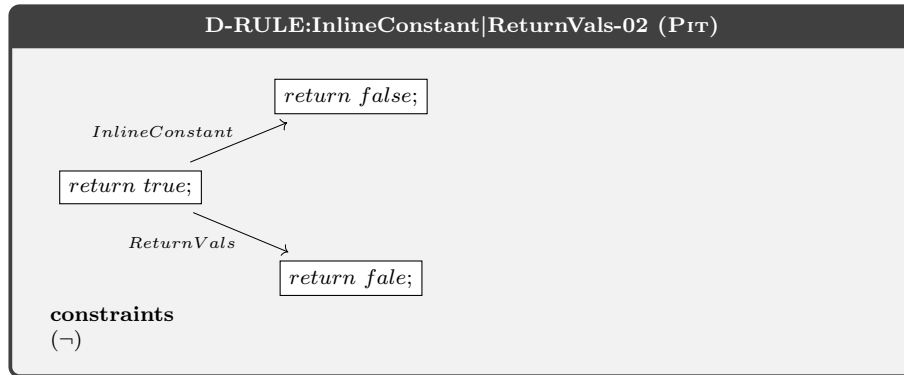 D-RULE:InlineConstant|ReturnVals-02 (PIT)
return false;
InlineConstant
return true;
ReturnVals
return fale;
constraints
(¬)